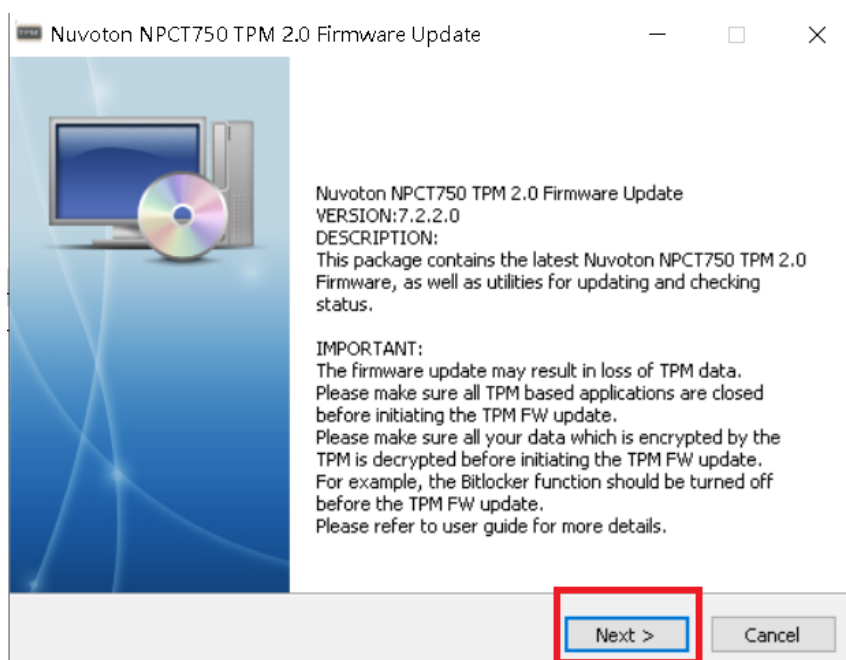 Nuvoton NPCT750 TPM 2.0 Firmware Update
Nuvoton NPCT750 TPM 2.0 Firmware Update
VERSION:7.2.2.0
DESCRIPTION:
This package contains the latest Nuvoton NPCT750 TPM 2.0
Firmware, as well as utilities for updating and checking
status.
IMPORTANT:
The firmware update may result in loss of TPM data.
Please make sure all TPM based applications are closed
before initiating the TPM FW update.
Please make sure all your data which is encrypted by the
TPM is decrypted before initiating the TPM FW update.
For example, the Bitlocker function should be turned off
before the TPM FW update.
Please refer to user guide for more details.
Next >
Cancel